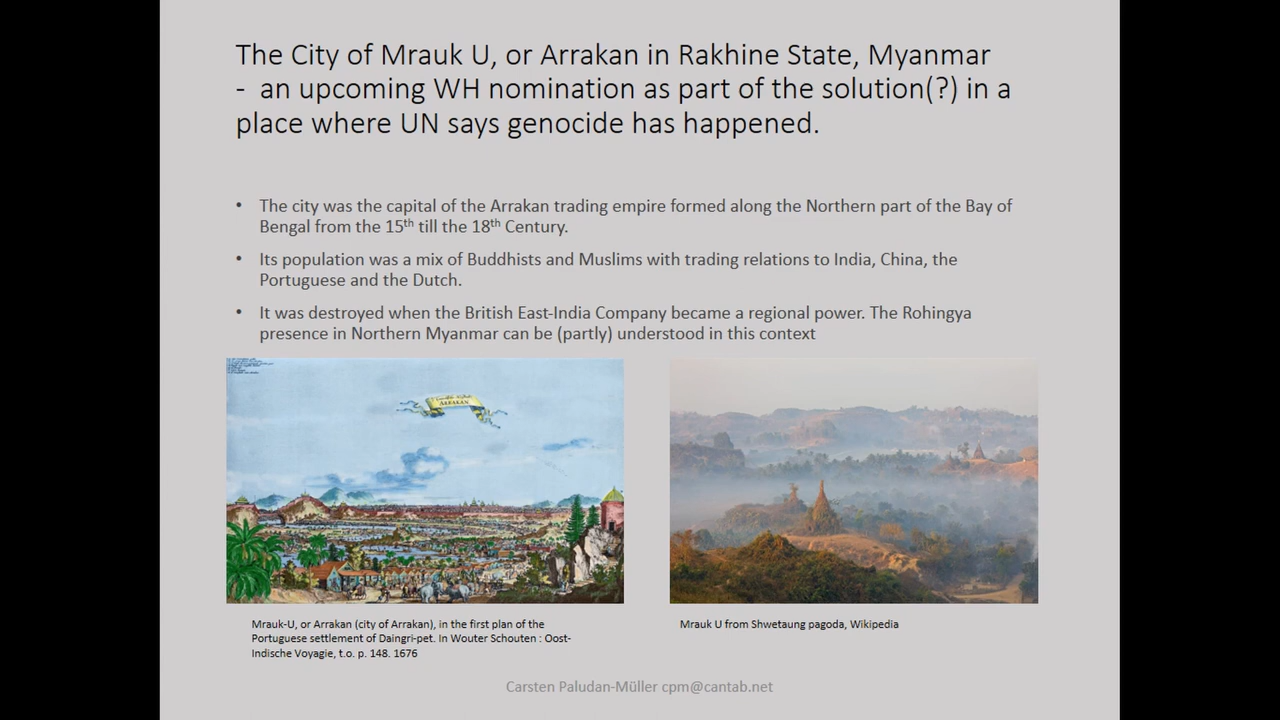 The City of Mrauk U, or Arrakan in Rakhine State, Myanmar
- an upcoming WH nomination as part of the solution(?) in a
place where UN says genocide has happened.
• The city was the capital of the Arrakan trading empire formed along the Northern part of the Bay of
Bengal from the 15th till the 18th Century.
• Its population was a mix of Buddhists and Muslims with trading relations to India, China, the
Portuguese and the Dutch.
• It was destroyed when the British East-India Company became a regional power. The Rohingya
presence in Northern Myanmar can be (partly) understood in this context
ARRAKAN
Mrauk-U, or Arrakan (city of Arrakan), in the first plan of the
Portuguese settlement of Daingri-pet. In Wouter Schouten : Oost-
Indische Voyagie, t.o. p. 148. 1676
Mrauk U from Shwetaung pagoda, Wikipedia
Carsten Paludan-Müller cpm@cantab.net